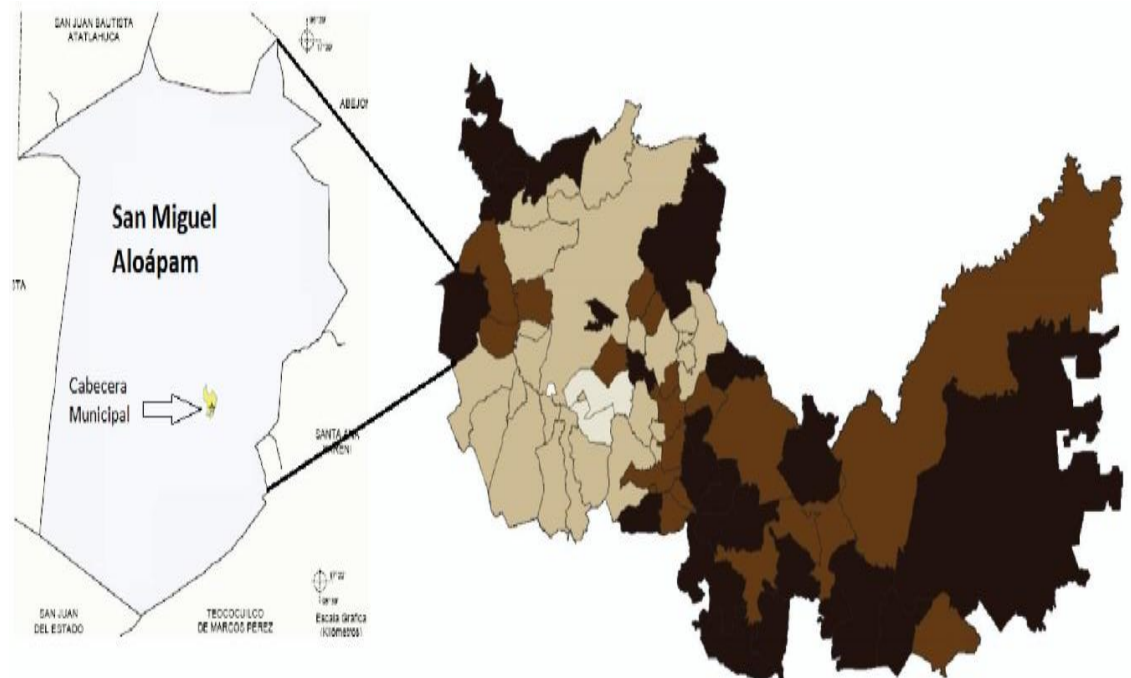 SAN JUAN BAUTISTA
ATATLAHUCA
San Miguel
Aloápam
Cabecera
Municipal
SANTA ANA
SAN JUAN
DEL ESTADO
TEOCOCUILCO
DE MARCOS PÉREZ
Escala Gráfica
(Kilómetros)